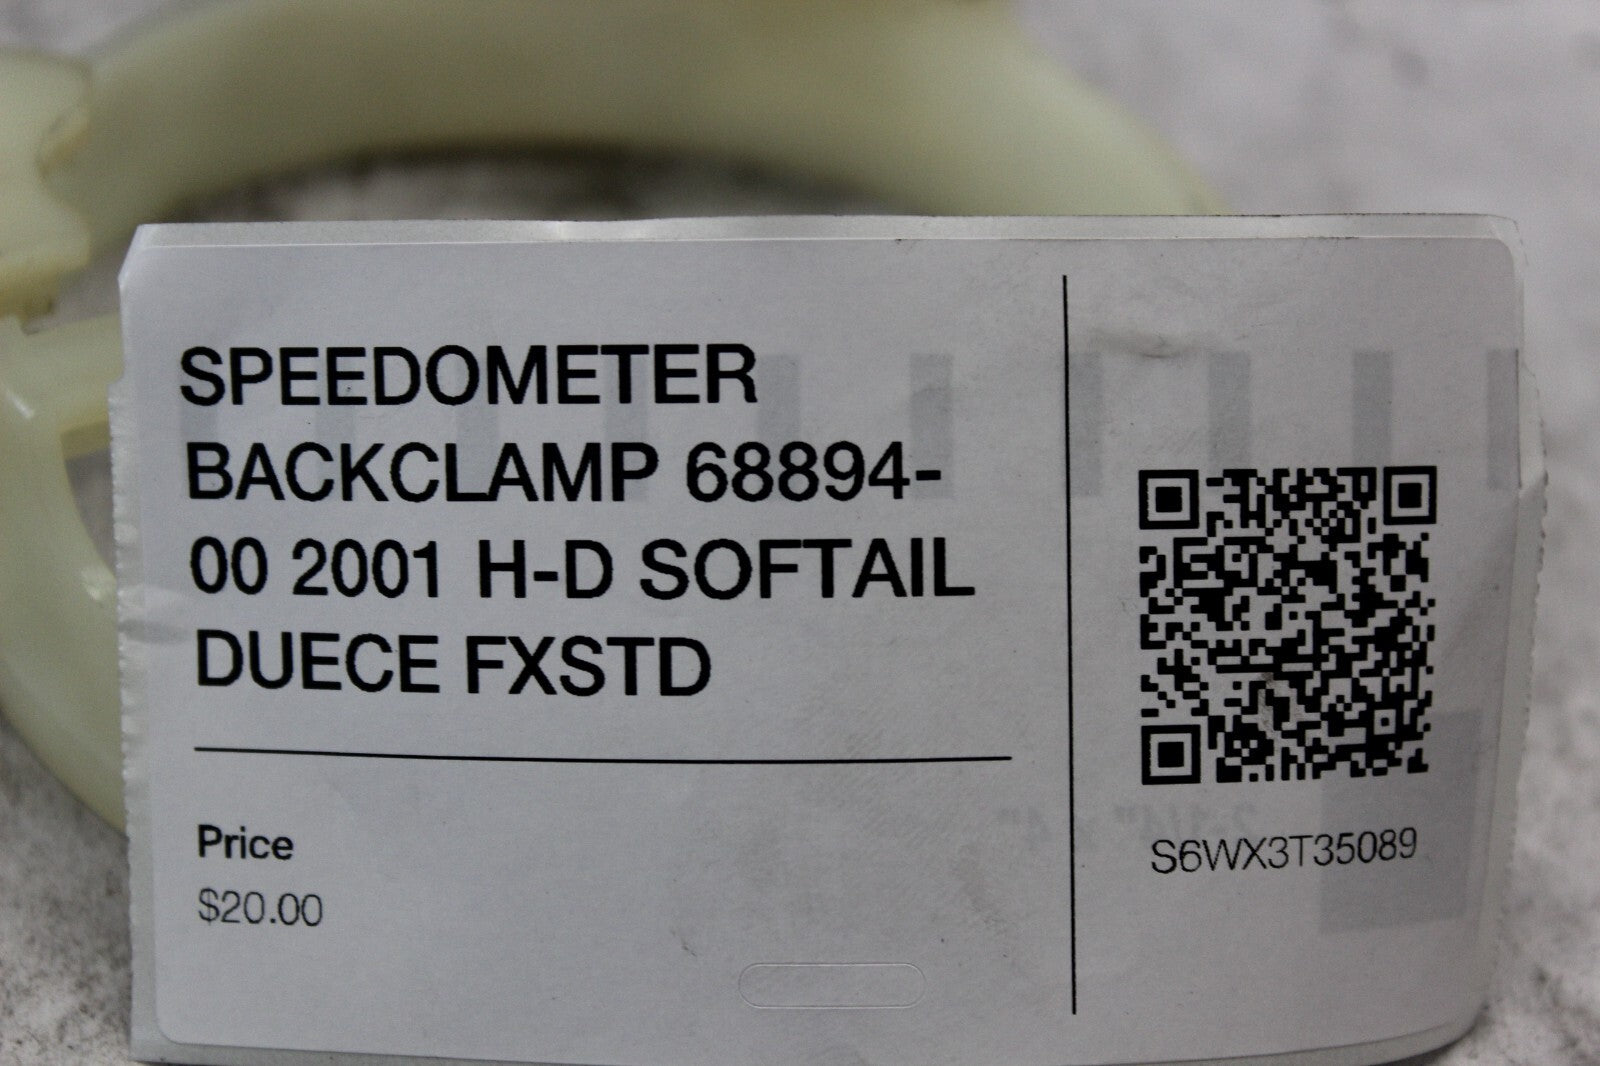 SPEEDOMETER
BACKCLAMP 68894-
00 2001 H-D SOFTAIL
DUECE FXSTD
Price
$20.00
S6WX3T35089